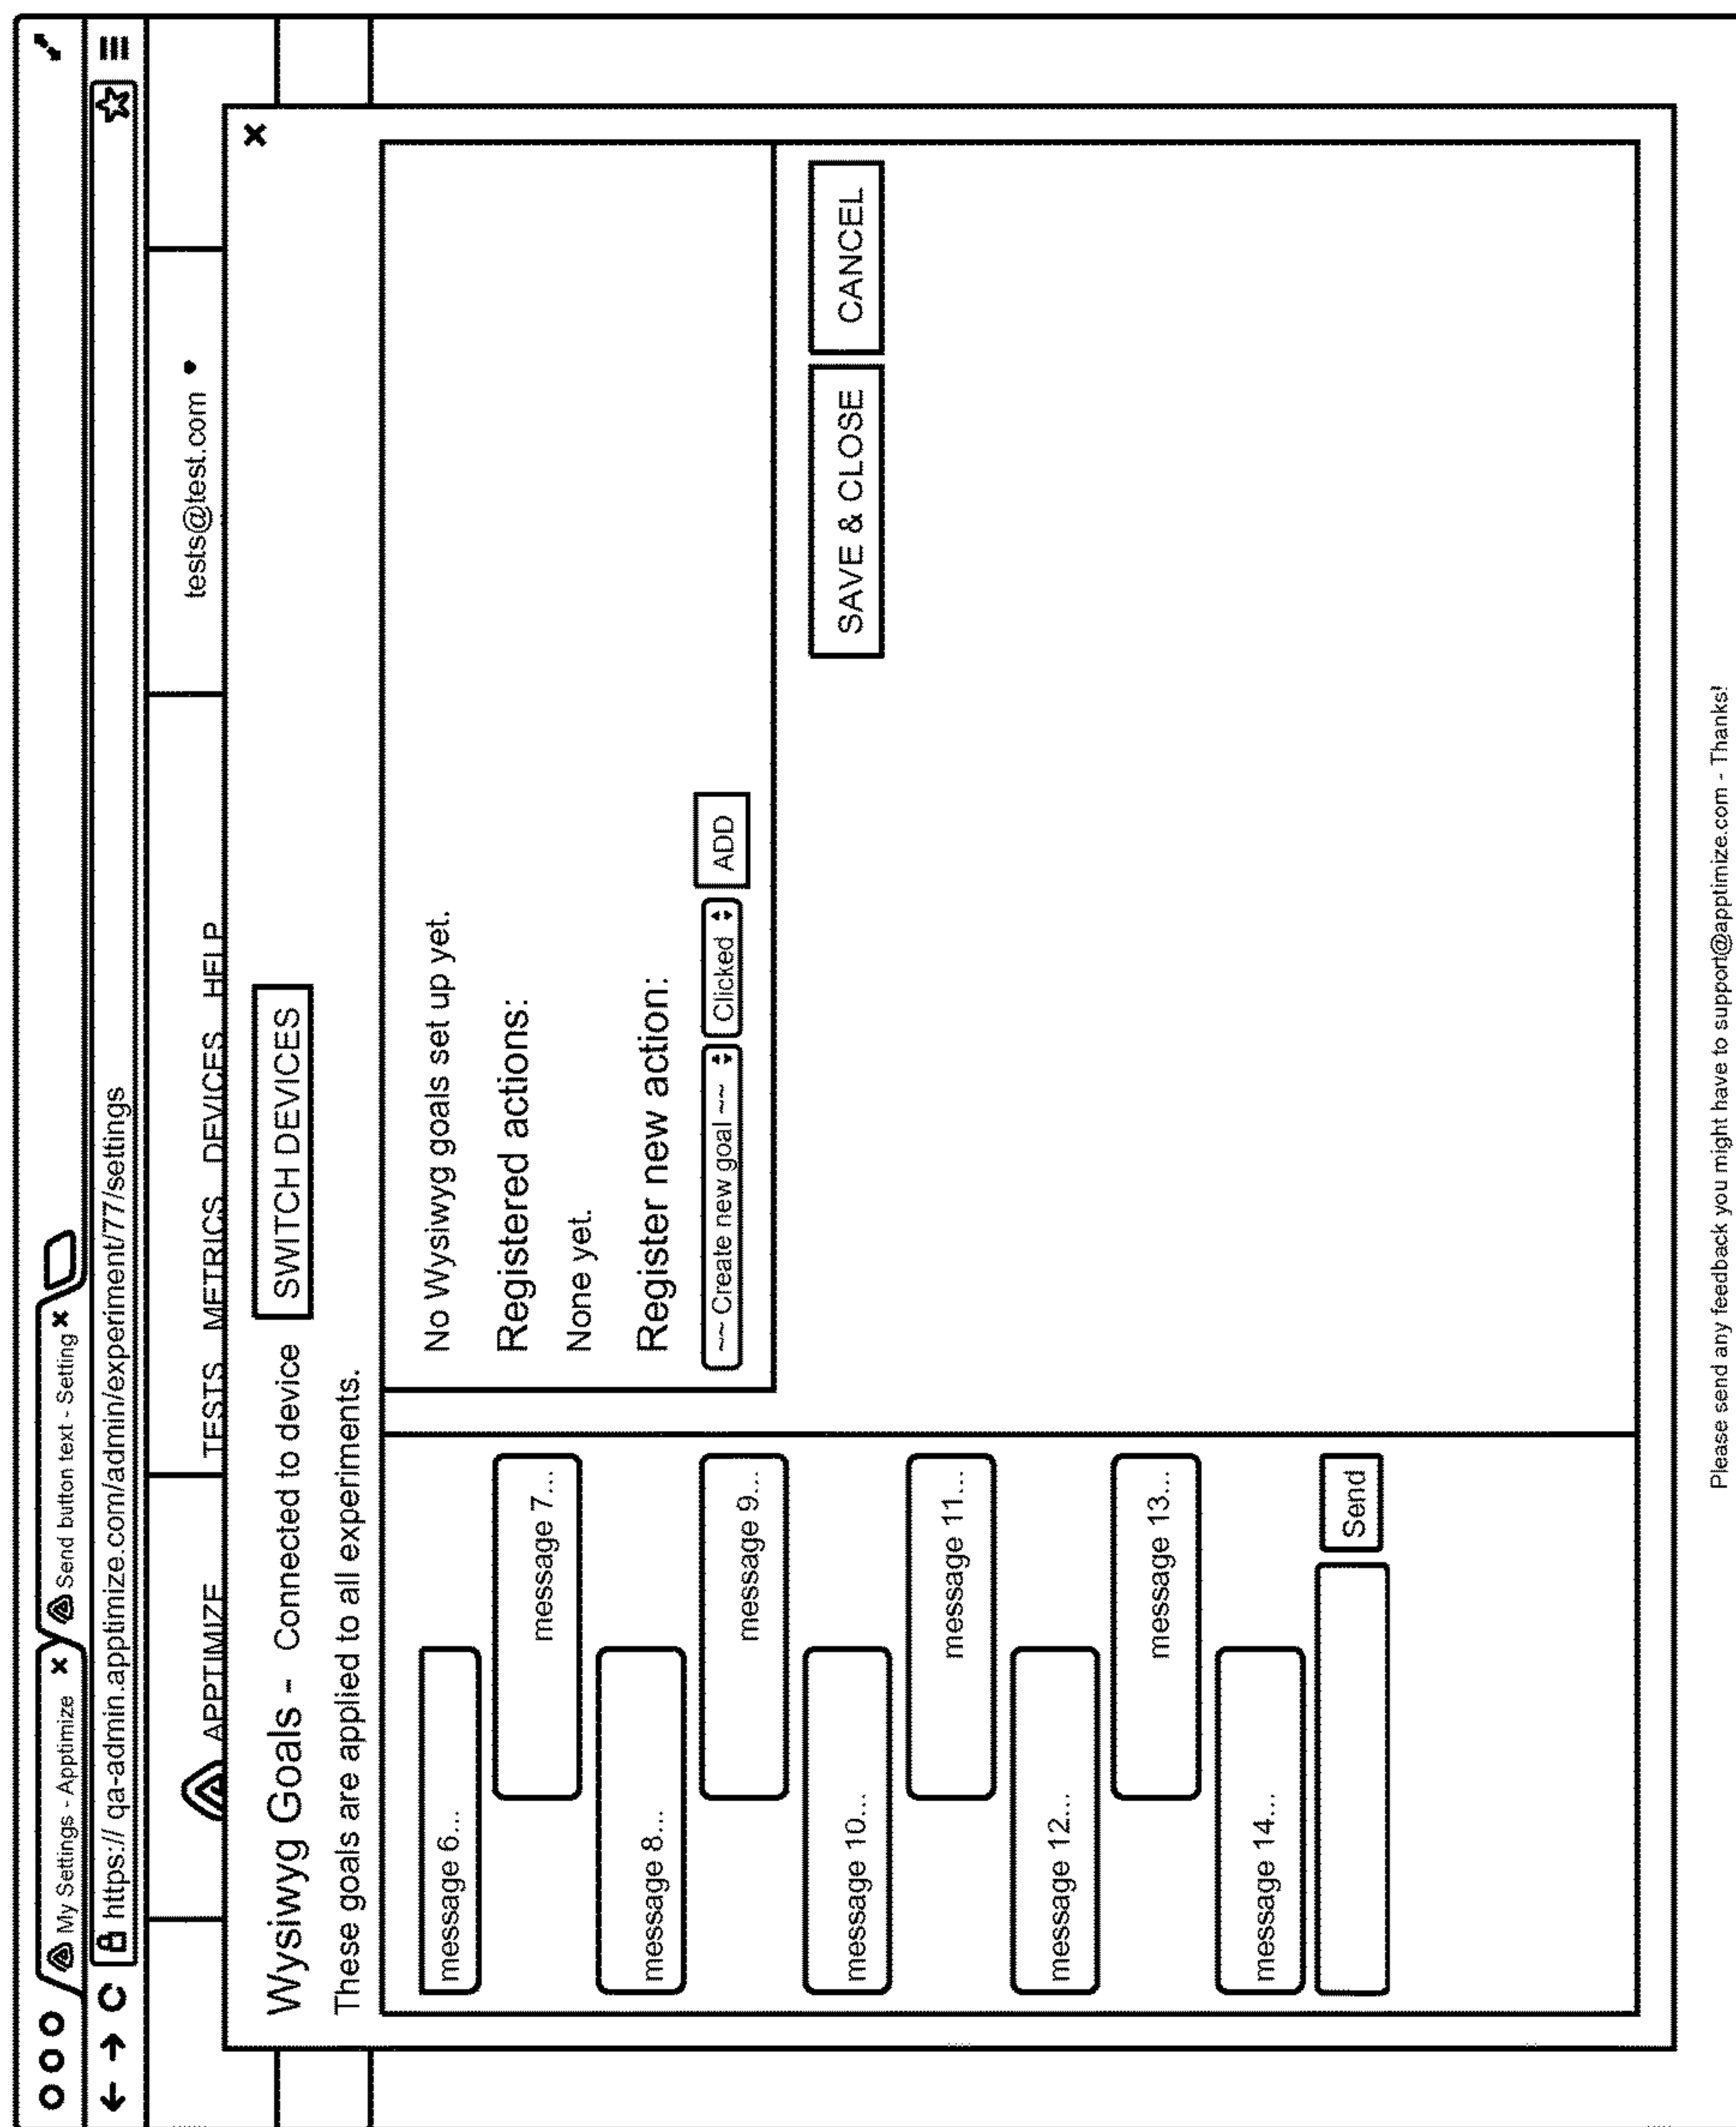 My Settings - Apptimize × Send button text - Setting ×
https:// qa-admin.apptimize.com/admin/experiment/77/settings
APPTIMIZE TESTS METRICS DEVICES HELP tests@test.com
Wysiwyg Goals - Connected to device SWITCH DEVICES ×
These goals are applied to all experiments.
message 6...
message 7...
message 8...
message 9...
message 10...
message 11...
message 12...
message 13...
message 14...
Send
No Wysiwyg goals set up yet.
Registered actions:
None yet.
Register new action:
~~ Create new goal ~~ Clicked ADD
SAVE & CLOSE CANCEL
Please send any feedback you might have to support@apptimize.com - Thanks!